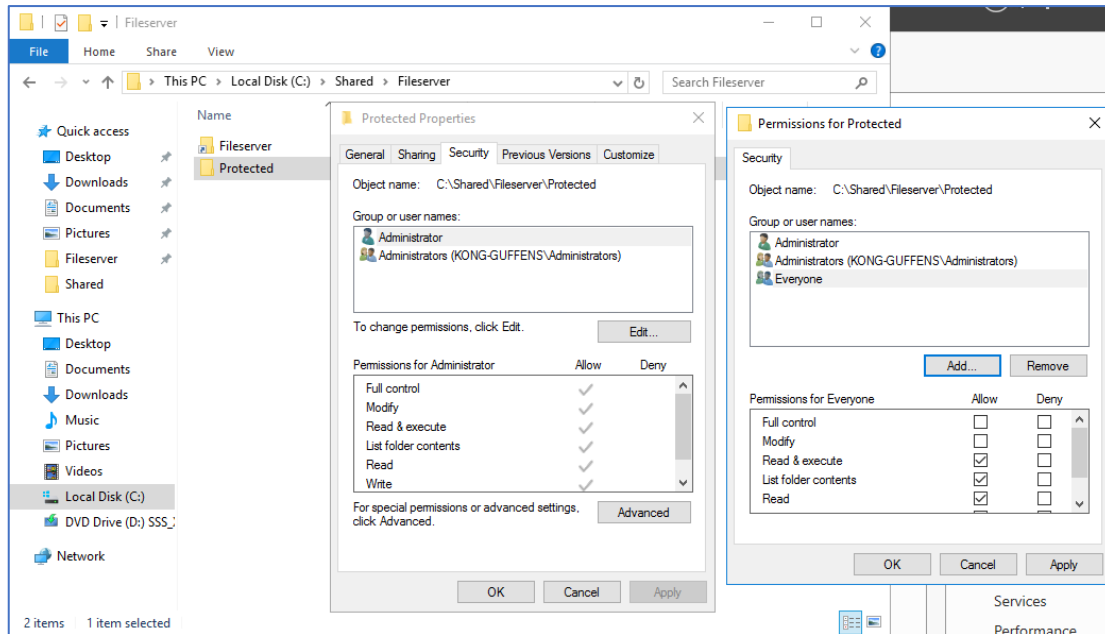 Fileserver
File Home Share View
This PC Local Disk (C:) Shared Fileserver
Search Fileserver
Quick access
Desktop
Downloads
Documents
Pictures
Fileserver
Shared
This PC
Desktop
Documents
Downloads
Music
Pictures
Videos
Local Disk (C:)
DVD Drive (D:)
Network
2 items 1 item selected
Name
Fileserver
Protected
Protected Properties
General Sharing Security Previous Versions Customize
Object name: C:\Shared\Fileserver\Protected
Group or user names:
Administrator
Administrators (KONG-GUFFENS\Administrators)
To change permissions, click Edit.
Edit...
Permissions for Administrator Allow Deny
Full control
Modify
Read & execute
List folder contents
Read
Write
For special permissions or advanced settings,
click Advanced.
Advanced
OK Cancel Apply
Permissions for Protected
Security
Object name: C:\Shared\Fileserver\Protected
Group or user names:
Administrator
Administrators (KONG-GUFFENS\Administrators)
Everyone
Add... Remove
Permissions for Everyone Allow Deny
Full control
Modify
Read & execute
List folder contents
Read
OK Cancel Apply
Services
Performance